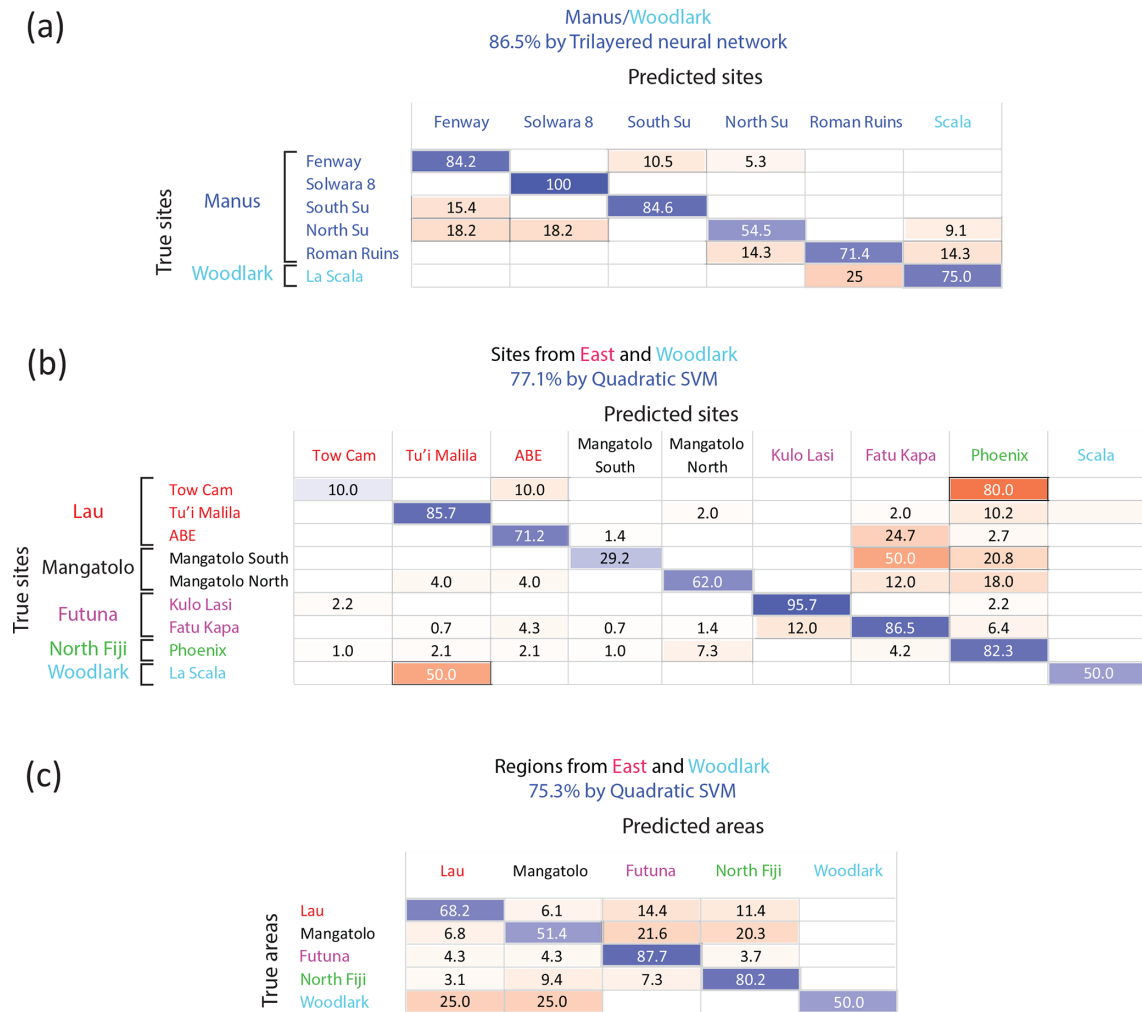 (a)
Manus/Woodlark
86.5% by Trilayered neural network
Predicted sites
Fenway Solwara 8 South Su North Su Roman Ruins Scala
True sites
Manus
Woodlark
Fenway 84.2 10.5 5.3
Solwara 8 100
South Su 15.4 84.6
North Su 18.2 18.2 54.5 9.1
Roman Ruins 14.3 71.4 14.3
La Scala 25 75.0
(b)
Sites from East and Woodlark
77.1% by Quadratic SVM
Predicted sites
Tow Cam Tu’i Malila ABE Mangatolo South Mangatolo North Kulo Lasi Fatu Kapa Phoenix Scala
True sites
Lau
Mangatolo
Futuna
North Fiji
Woodlark
Tow Cam 10.0 10.0 80.0
Tu’i Malila 85.7 2.0 2.0 10.2
ABE 71.2 1.4 24.7 2.7
Mangatolo South 29.2 50.0 20.8
Mangatolo North 4.0 4.0 62.0 12.0 18.0
Kulo Lasi 2.2 95.7 2.2
Fatu Kapa 0.7 4.3 0.7 1.4 12.0 86.5 6.4
Phoenix 1.0 2.1 2.1 1.0 7.3 4.2 82.3
La Scala 50.0 50.0
(c)
Regions from East and Woodlark
75.3% by Quadratic SVM
Predicted areas
Lau Mangatolo Futuna North Fiji Woodlark
True areas
Lau 68.2 6.1 14.4 11.4
Mangatolo 6.8 51.4 21.6 20.3
Futuna 4.3 4.3 87.7 3.7
North Fiji 3.1 9.4 7.3 80.2
Woodlark 25.0 25.0 50.0